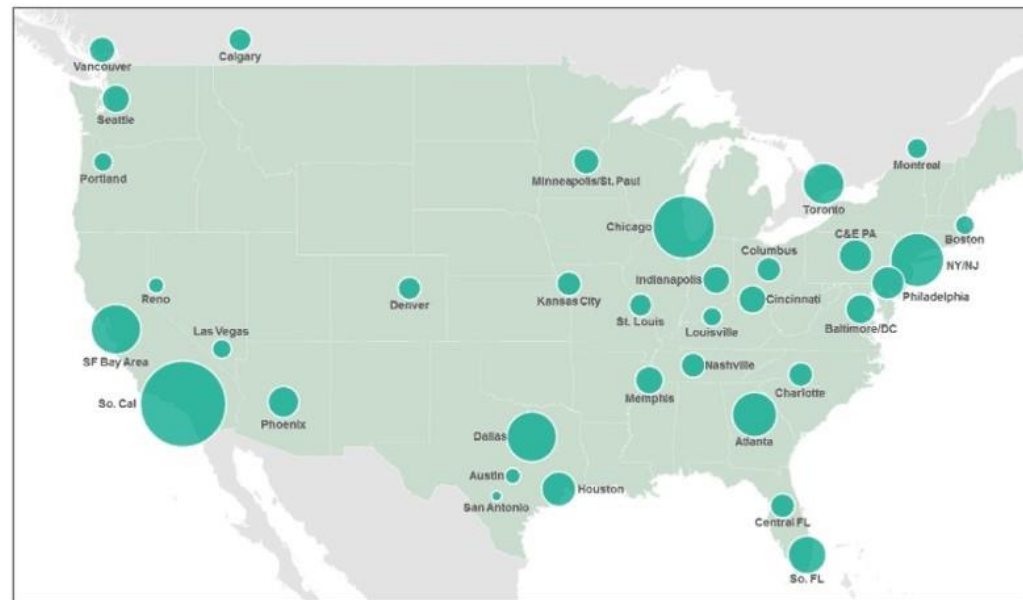 Calgary
Vancouver
Seattle
Portland
Minneapolis/St. Paul
Montreal
Toronto
Chicago
Boston
C&E PA
Columbus
NY/NJ
Indianapolis
Reno
Denver
Kansas City
Cincinnati
Philadelphia
St. Louis
Louisville
Baltimore/DC
Las Vegas
SF Bay Area
Nashville
Charlotte
Memphis
So. Cal
Phoenix
Dallas
Atlanta
Austin
Houston
San Antonio
Central FL
So. FL